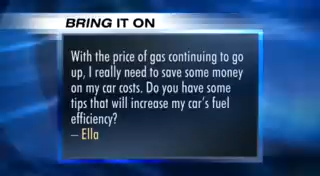 BRING IT ON
With the price of gas continuing to go
up, I really need to save some money
on my car costs. Do you have some
tips that will increase my car's fuel
efficiency?
– Ella